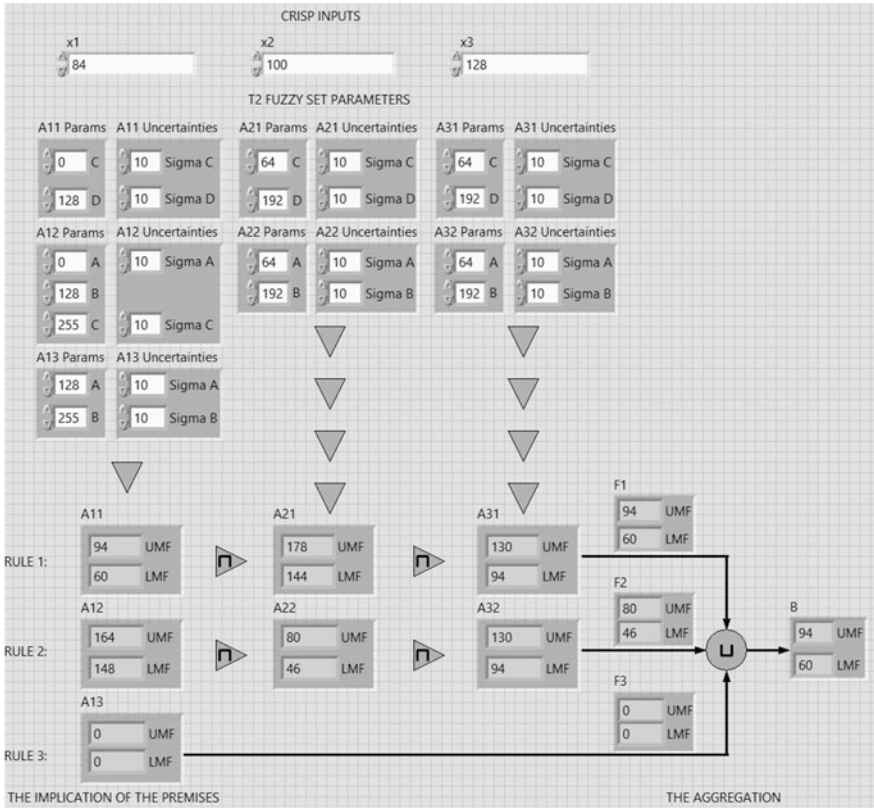 CRISP INPUTS
x1 x2 x3
84 100 128
T2 FUZZY SET PARAMETERS
A11 Params A11 Uncertainties A21 Params A21 Uncertainties A31 Params A31 Uncertainties
0 C 10 Sigma C 64 C 10 Sigma C 64 C 10 Sigma C
128 D 10 Sigma D 192 D 10 Sigma D 192 D 10 Sigma D
A12 Params A12 Uncertainties A22 Params A22 Uncertainties A32 Params A32 Uncertainties
0 A 10 Sigma A 64 A 10 Sigma A 64 A 10 Sigma A
128 B 192 B 10 Sigma B 192 B 10 Sigma B
255 C 10 Sigma C
A13 Params A13 Uncertainties
128 A 10 Sigma A
255 B 10 Sigma B
F1
94 UMF
60 LMF
A11 A21 A31
RULE 1: 94 UMF 178 UMF 130 UMF
60 LMF 144 LMF 94 LMF
F2
80 UMF
46 LMF
A12 A22 A32 B
RULE 2: 164 UMF 80 UMF 130 UMF 94 UMF
148 LMF 46 LMF 94 LMF 60 LMF
F3
0 UMF
0 LMF
A13
RULE 3: 0 UMF
0 LMF
THE IMPLICATION OF THE PREMISES THE AGGREGATION